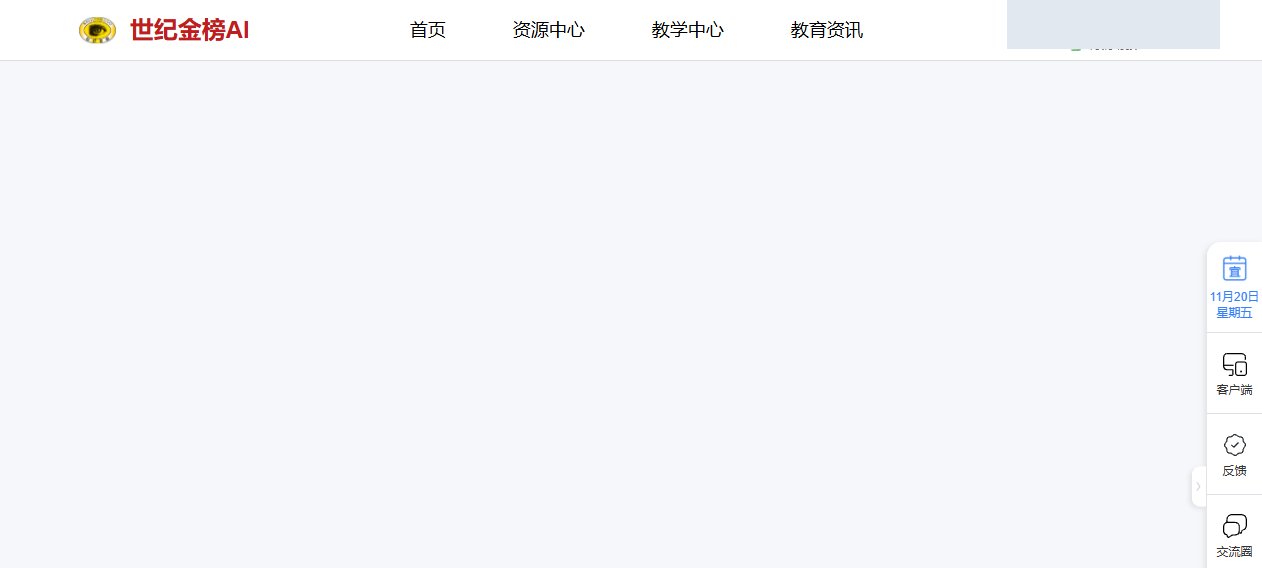 世纪金榜AI
首页
资源中心
教学中心
教育资讯
宜
11月20日
星期五
客户端
反馈
交流圈